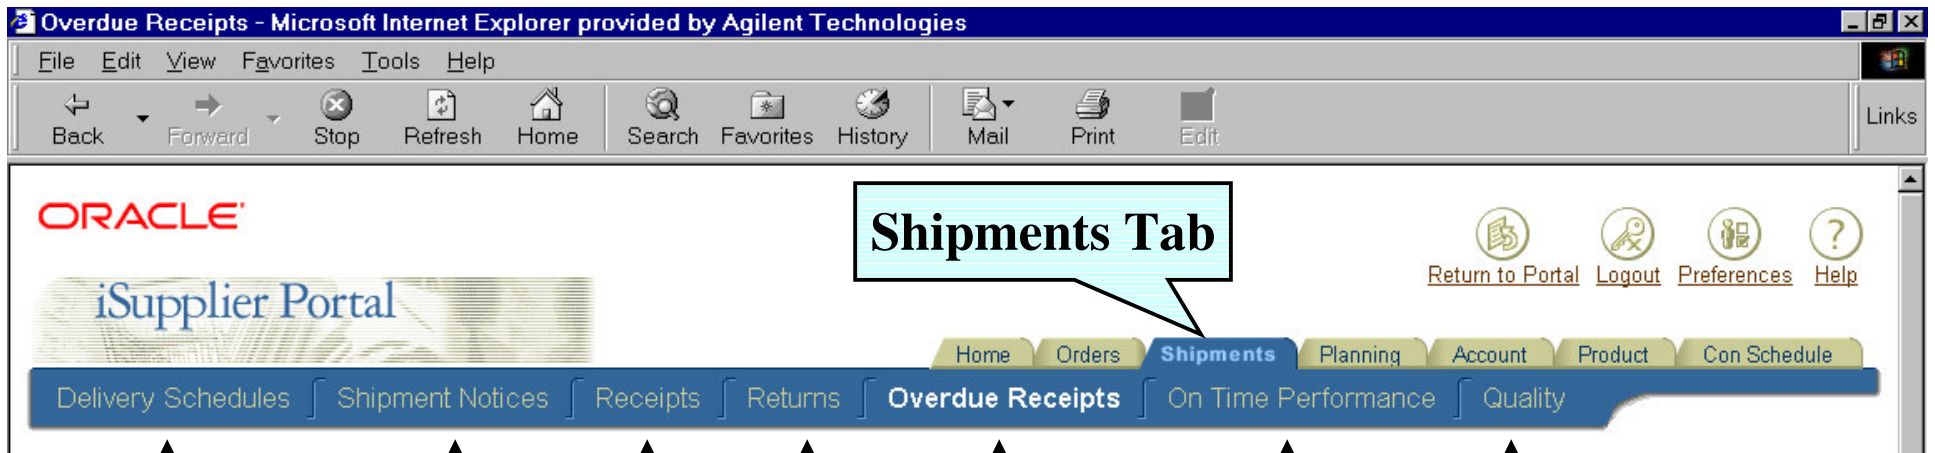 Overdue Receipts - Microsoft Internet Explorer provided by Agilent Technologies
File Edit View Favorites Tools Help
Back Forward Stop Refresh Home Search Favorites History Mail Print Edit Links
ORACLE
Shipments Tab
Return to Portal Logout Preferences Help
iSupplier Portal
Home Orders Shipments Planning Account Product Con Schedule
Delivery Schedules Shipment Notices Receipts Returns Overdue Receipts On Time Performance Quality